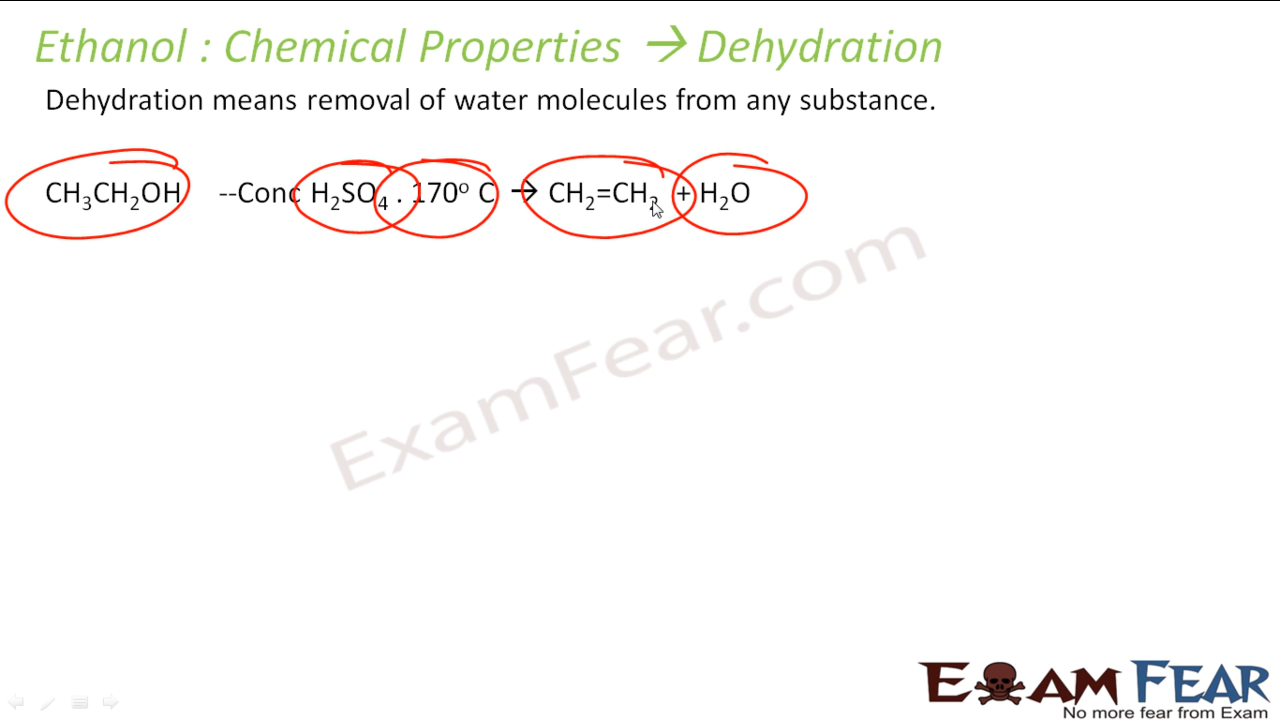 Ethanol : Chemical Properties → Dehydration
Dehydration means removal of water molecules from any substance.
CH₃CH₂OH --Conc H₂SO₄ . 170° C → CH₂=CH₂ + H₂O
ExamFear.com
EXAM FEAR
No more fear from Exam